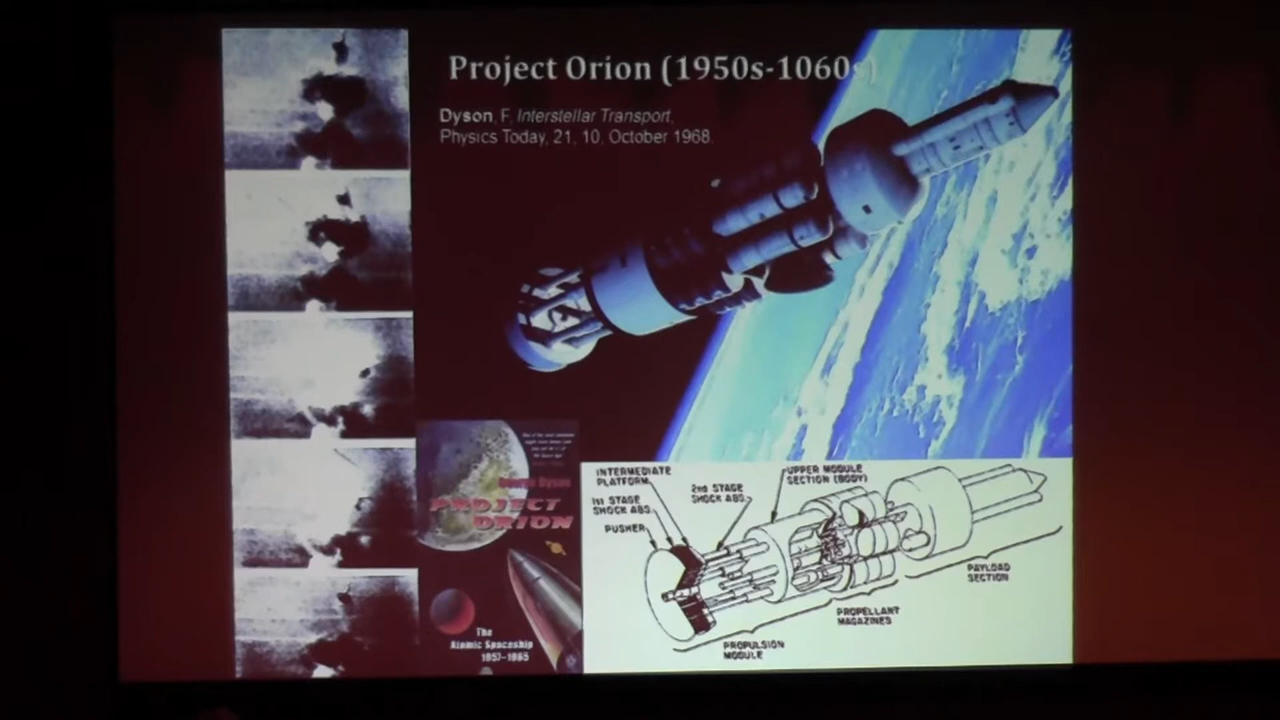 Project Orion (1950s-1060s)
Dyson, F, Interstellar Transport,
Physics Today, 21, 10, October 1968.
George Dyson
PROJECT
ORION
The
Atomic Spaceship
1957-1965
INTERMEDIATE
PLATFORM
1st STAGE
SHOCK ABS.
PUSHER
2nd STAGE
SHOCK ABS.
UPPER MODULE
SECTION (BODY)
PAYLOAD
SECTION
PROPELLANT
MAGAZINES
PROPULSION
MODULE